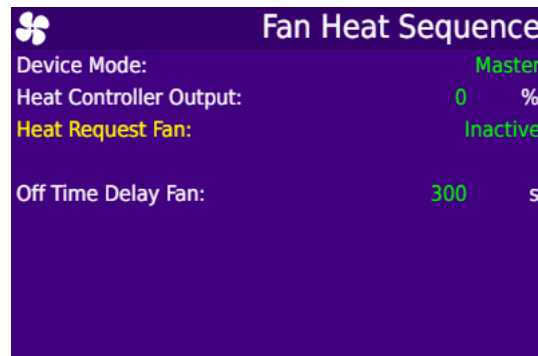 Fan Heat Sequence
Device Mode: Master
Heat Controller Output: 0 %
Heat Request Fan: Inactive
Off Time Delay Fan: 300 s